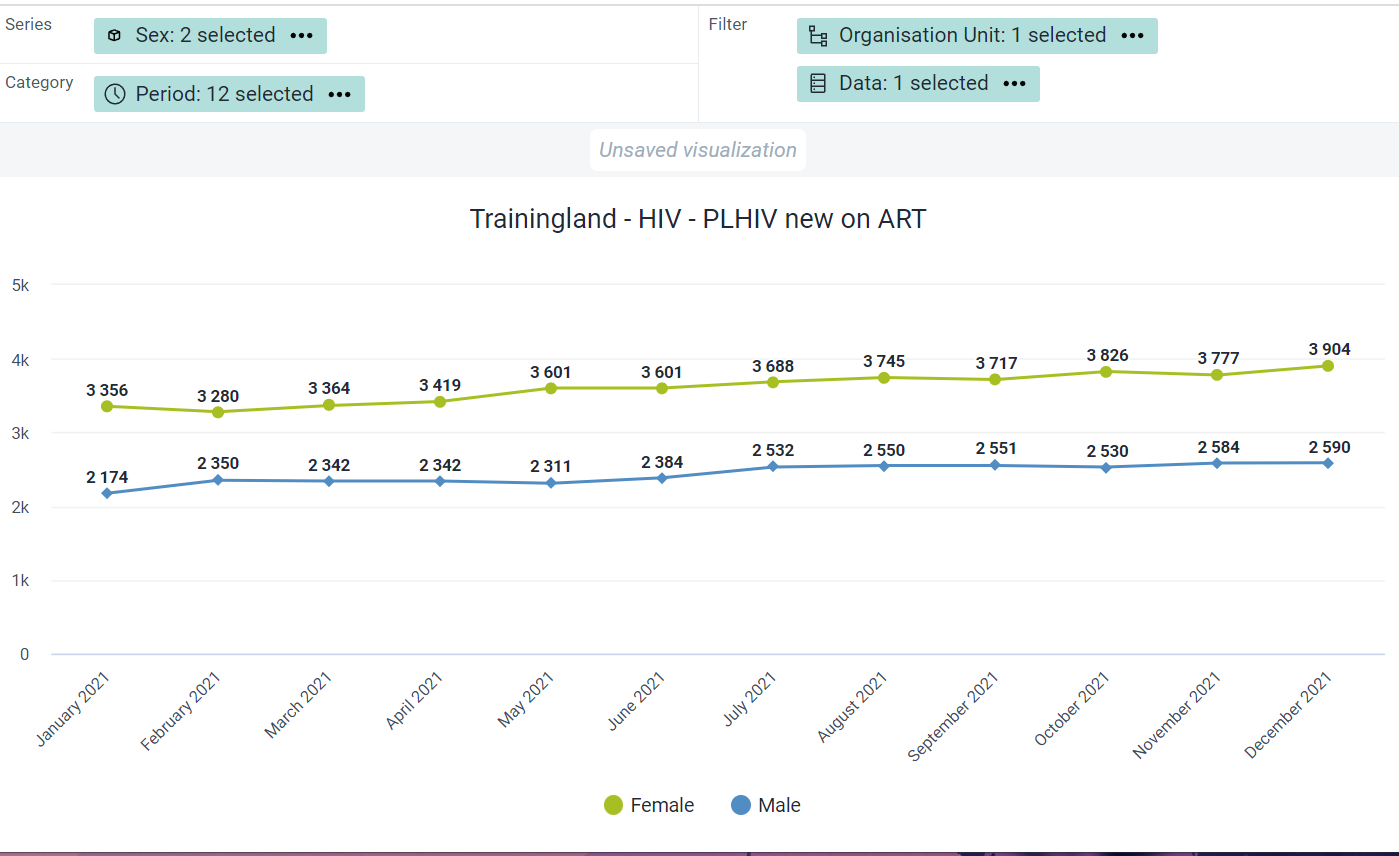 Series
Sex: 2 selected •••
Category
Period: 12 selected •••
Filter
Organisation Unit: 1 selected •••
Data: 1 selected •••
Unsaved visualization
Trainingland - HIV - PLHIV new on ART
5k
4k
3k
2k
1k
0
3 356
3 280
3 364
3 419
3 601
3 601
3 688
3 745
3 717
3 826
3 777
3 904
2 174
2 350
2 342
2 342
2 311
2 384
2 532
2 550
2 551
2 530
2 584
2 590
January 2021
February 2021
March 2021
April 2021
May 2021
June 2021
July 2021
August 2021
September 2021
October 2021
November 2021
December 2021
Female
Male